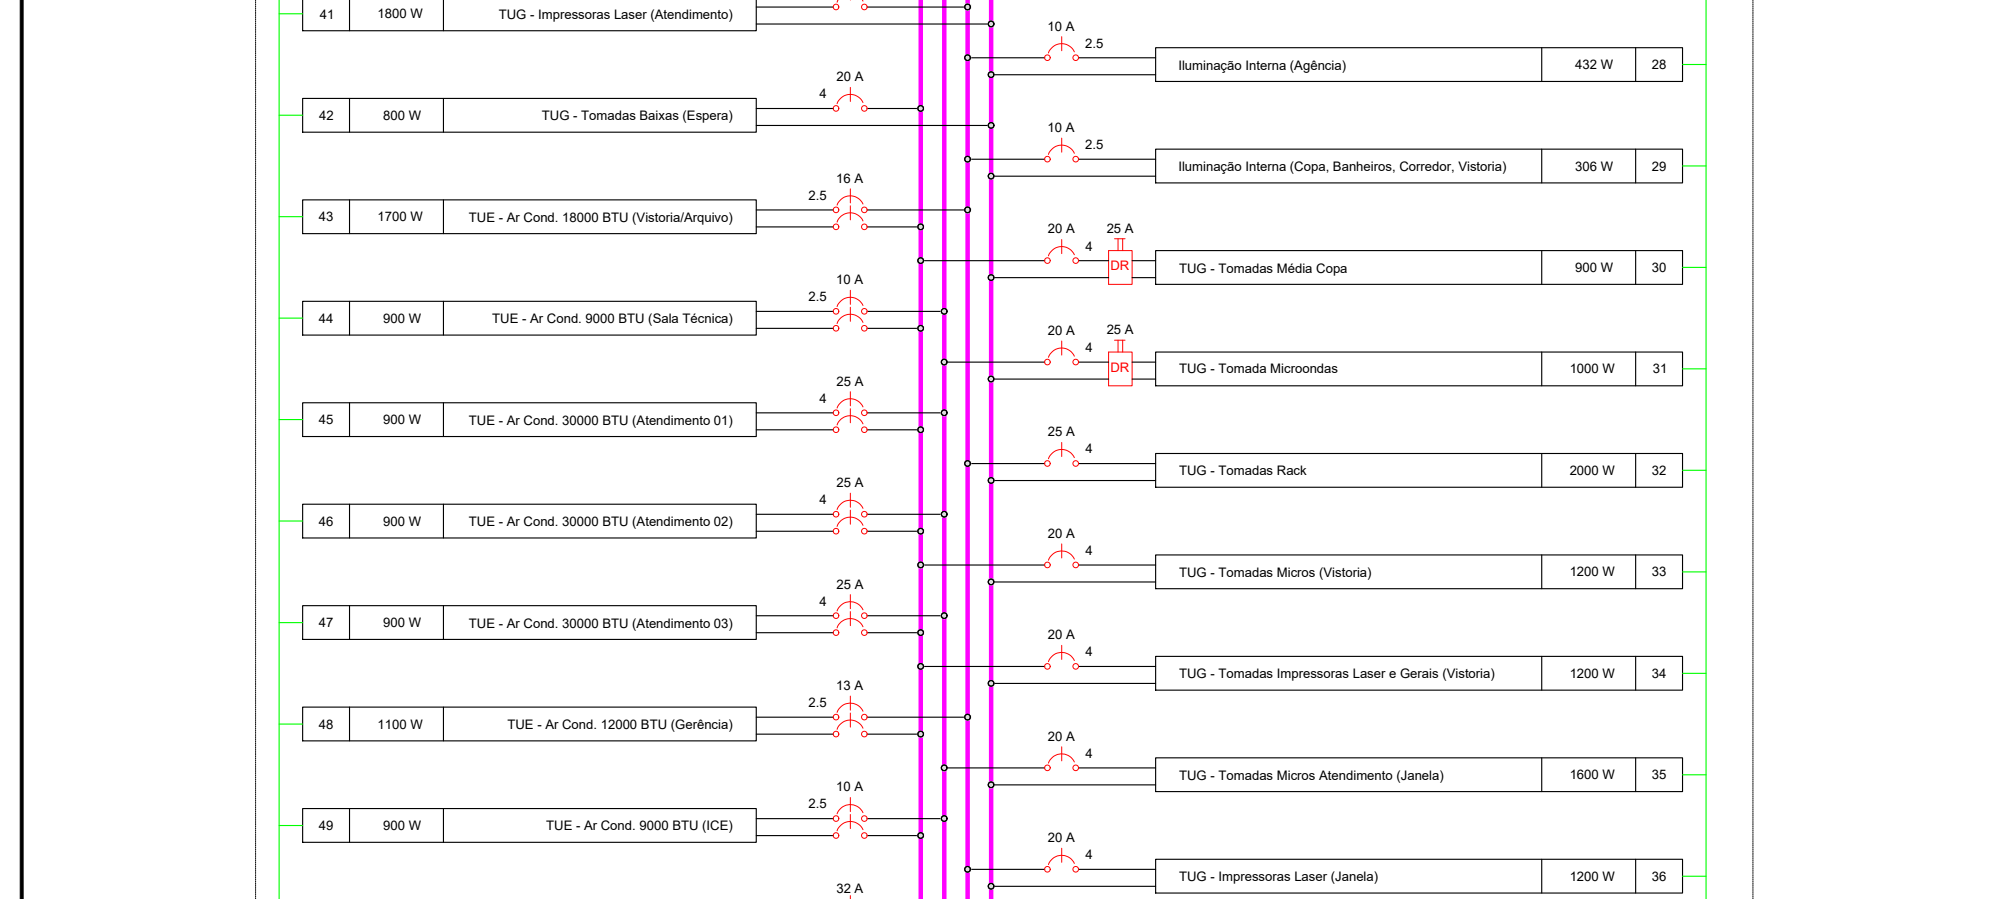 41 1800 W TUG - Impressoras Laser (Atendimento)
20 A
4
42 800 W TUG - Tomadas Baixas (Espera)
16 A
2.5
43 1700 W TUE - Ar Cond. 18000 BTU (Vistoria/Arquivo)
10 A
2.5
44 900 W TUE - Ar Cond. 9000 BTU (Sala Técnica)
25 A
4
45 900 W TUE - Ar Cond. 30000 BTU (Atendimento 01)
25 A
4
46 900 W TUE - Ar Cond. 30000 BTU (Atendimento 02)
25 A
4
47 900 W TUE - Ar Cond. 30000 BTU (Atendimento 03)
13 A
2.5
48 1100 W TUE - Ar Cond. 12000 BTU (Gerência)
10 A
2.5
49 900 W TUE - Ar Cond. 9000 BTU (ICE)
32 A
10 A
2.5
Iluminação Interna (Agência) 432 W 28
10 A
2.5
Iluminação Interna (Copa, Banheiros, Corredor, Vistoria) 306 W 29
20 A 25 A
4
DR
TUG - Tomadas Média Copa 900 W 30
20 A 25 A
4
DR
TUG - Tomada Microondas 1000 W 31
25 A
4
TUG - Tomadas Rack 2000 W 32
20 A
4
TUG - Tomadas Micros (Vistoria) 1200 W 33
20 A
4
TUG - Tomadas Impressoras Laser e Gerais (Vistoria) 1200 W 34
20 A
4
TUG - Tomadas Micros Atendimento (Janela) 1600 W 35
20 A
4
TUG - Impressoras Laser (Janela) 1200 W 36